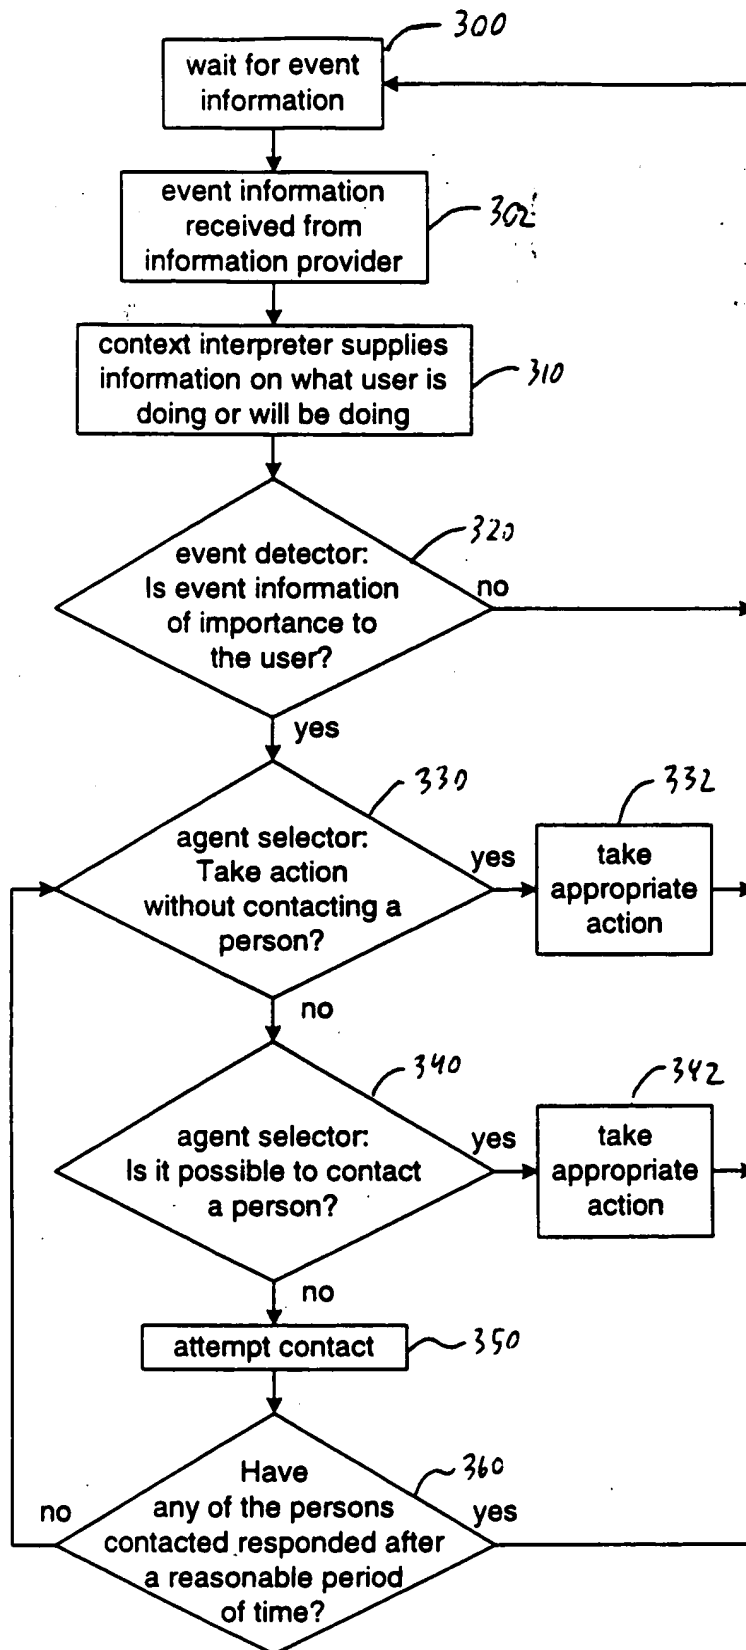 300
wait for event
information
event information
received from
information provider
302
context interpreter supplies
information on what user is
doing or will be doing
310
320
event detector:
Is event information
of importance to
the user?
no
yes
330
332
agent selector:
Take action
without contacting a
person?
yes
take
appropriate
action
no
340
342
agent selector:
Is it possible to contact
a person?
yes
take
appropriate
action
no
attempt contact
350
360
Have
any of the persons
contacted responded after
a reasonable period
of time?
no
yes